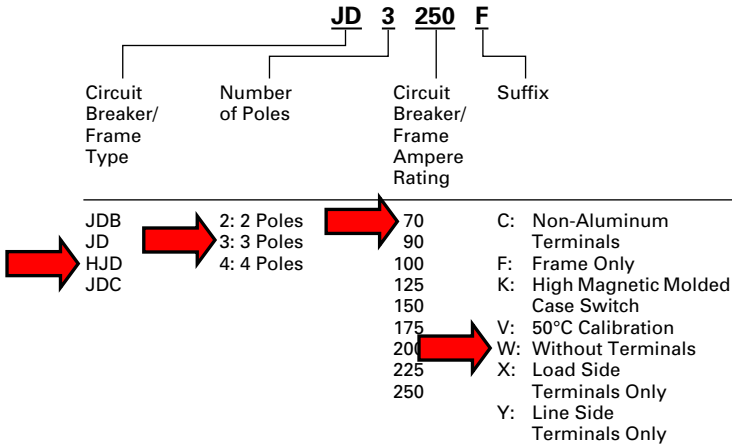 JD 3 250 F
Circuit Breaker/ Frame Type
Number of Poles
Circuit Breaker/ Frame Ampere Rating
Suffix
JDB
JD
HJD
JDC
2: 2 Poles
3: 3 Poles
4: 4 Poles
70
90
100
125
150
175
200
225
250
C: Non-Aluminum
Terminals
F: Frame Only
K: High Magnetic Molded
Case Switch
V: 50°C Calibration
W: Without Terminals
X: Load Side
Terminals Only
Y: Line Side
Terminals Only